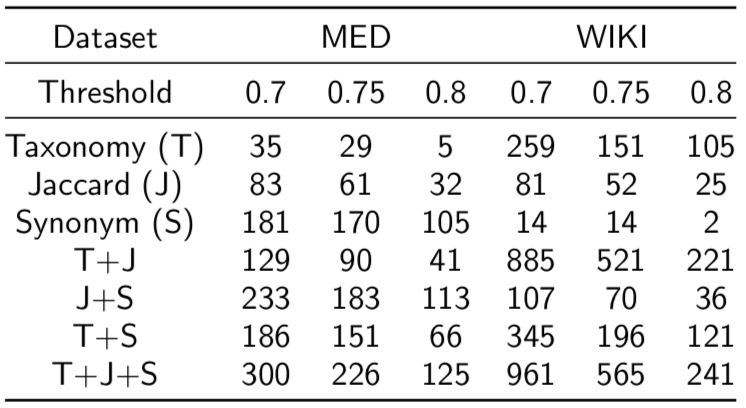 Dataset MED WIKI
Threshold 0.7 0.75 0.8 0.7 0.75 0.8
Taxonomy (T) 35 29 5 259 151 105
Jaccard (J) 83 61 32 81 52 25
Synonym (S) 181 170 105 14 14 2
T+J 129 90 41 885 521 221
J+S 233 183 113 107 70 36
T+S 186 151 66 345 196 121
T+J+S 300 226 125 961 565 241